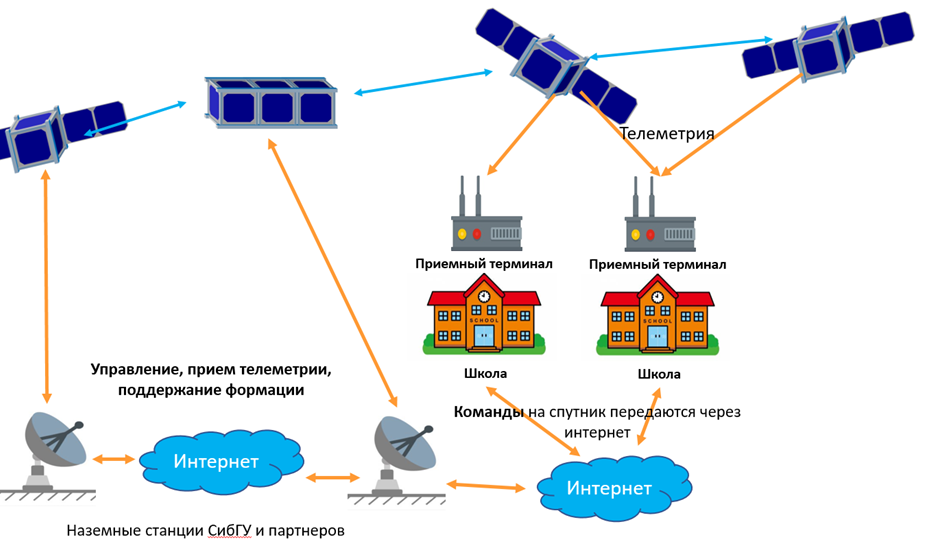 Телеметрия
Приемный терминал
Приемный терминал
SCHOOL
SCHOOL
Школа
Школа
Управление, прием телеметрии,
поддержание формации
Команды на спутник передаются через
интернет
Интернет
Интернет
Наземные станции СибГУ и партнеров